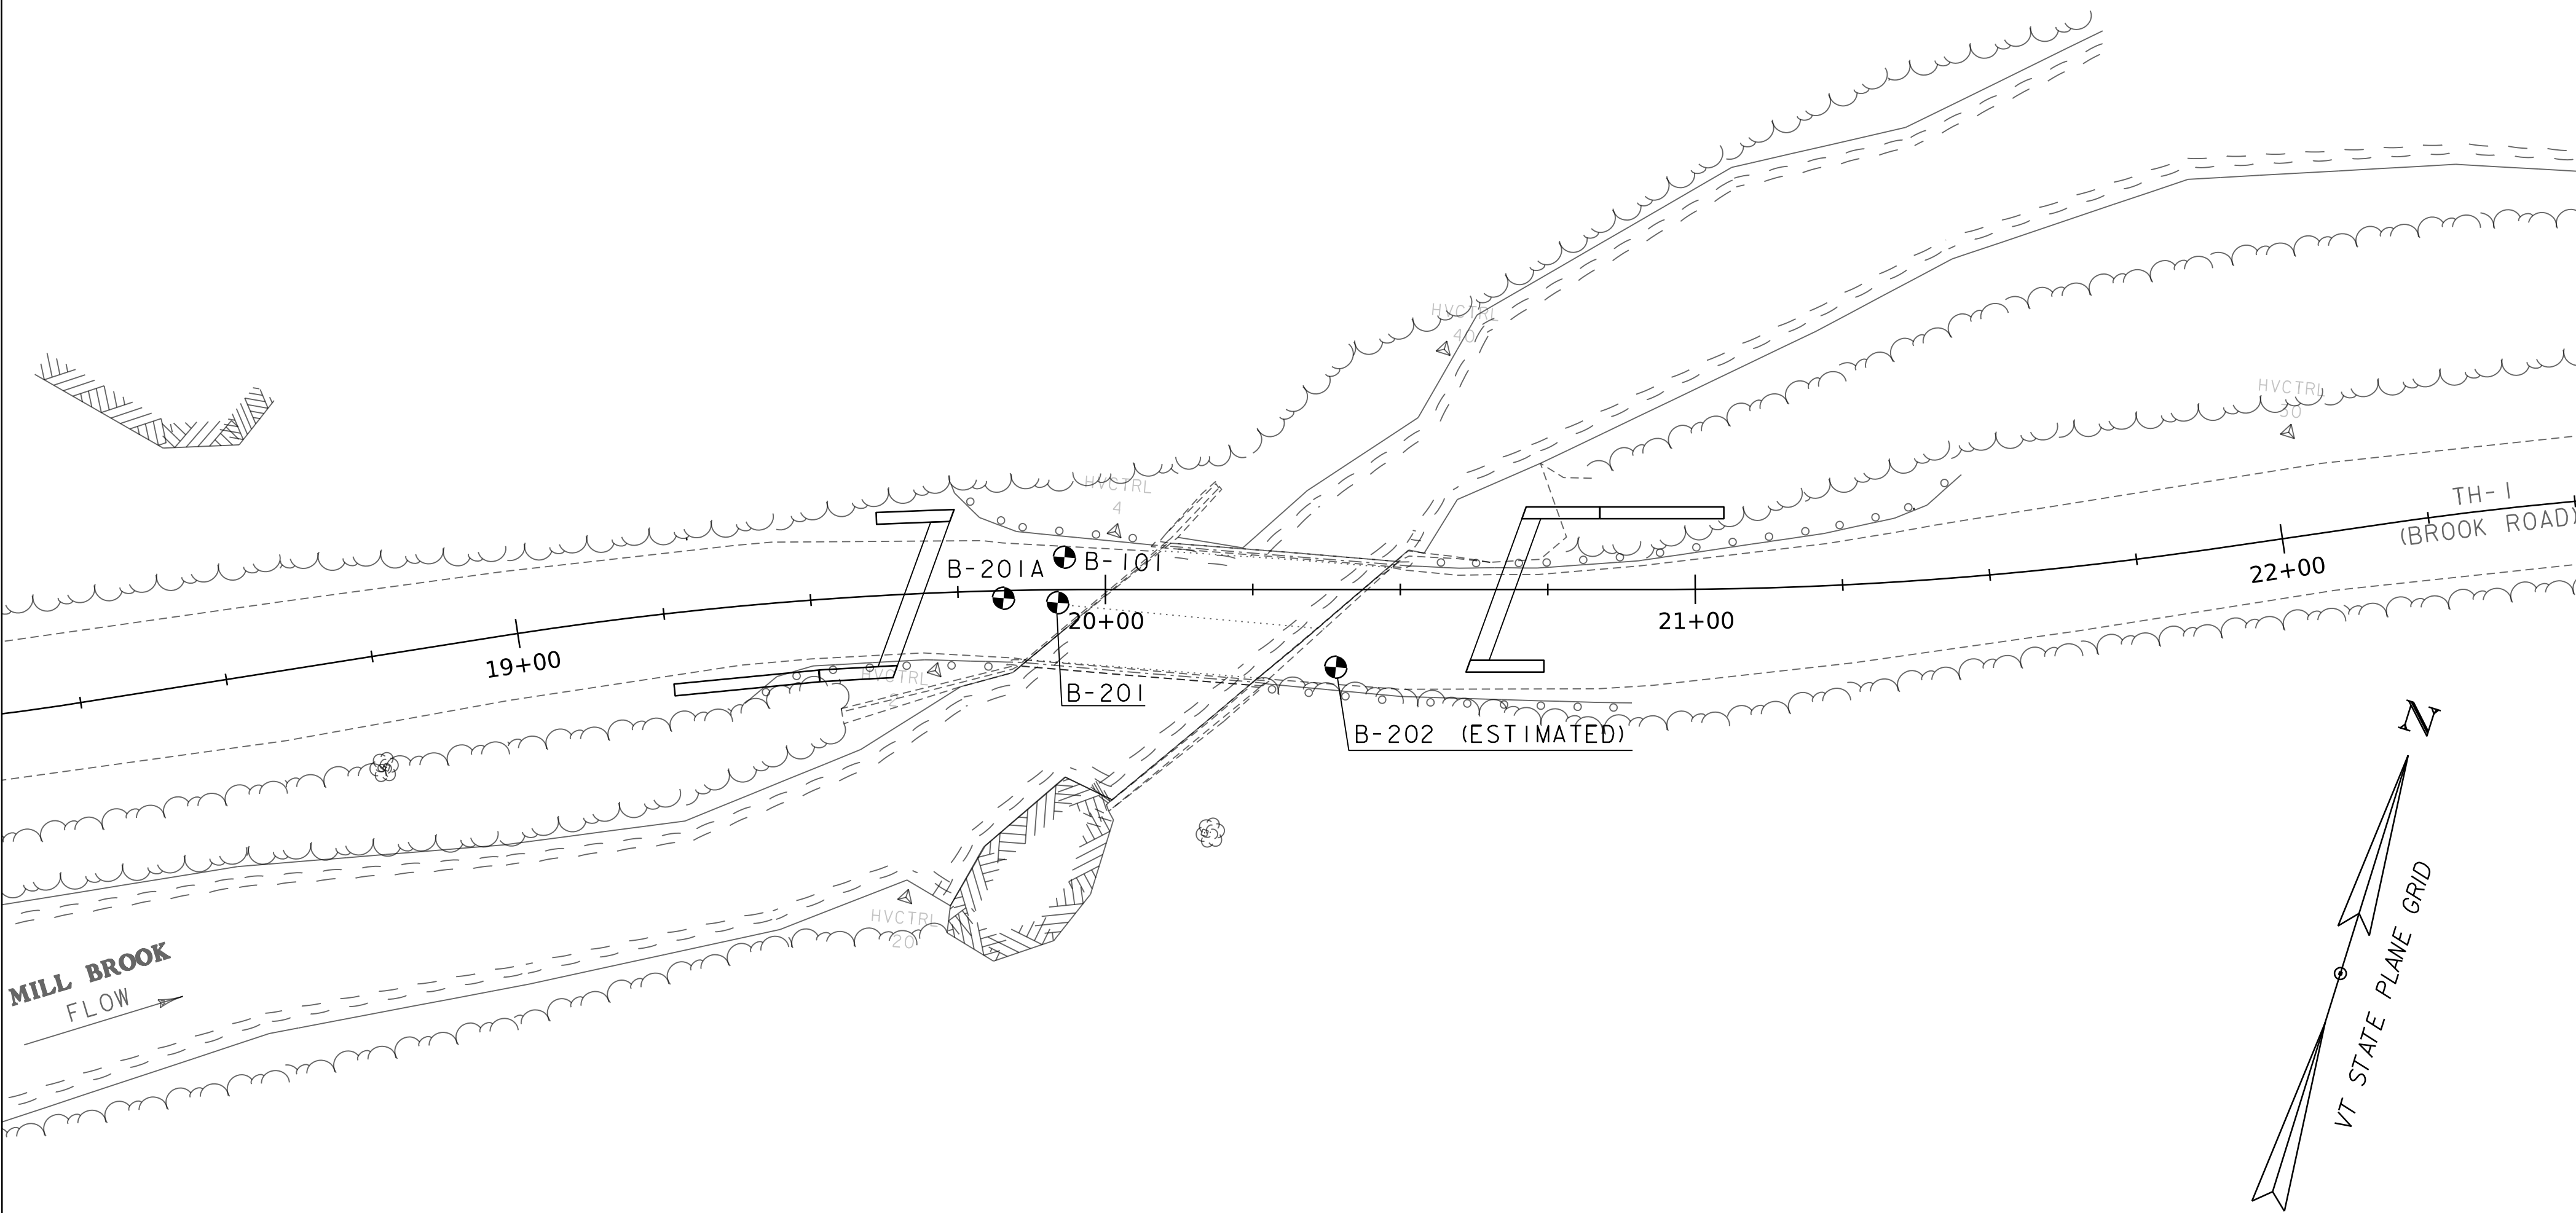 HVCTRL
40
HVCTRL
30
HVCTRL
4
TH-1
(BROOK ROAD)
B-201A
B-101
20+00
21+00
22+00
19+00
HVCTRL
2
B-201
B-202 (ESTIMATED)
N
HVCTRL
20
MILL BROOK
FLOW
VT STATE PLANE GRID